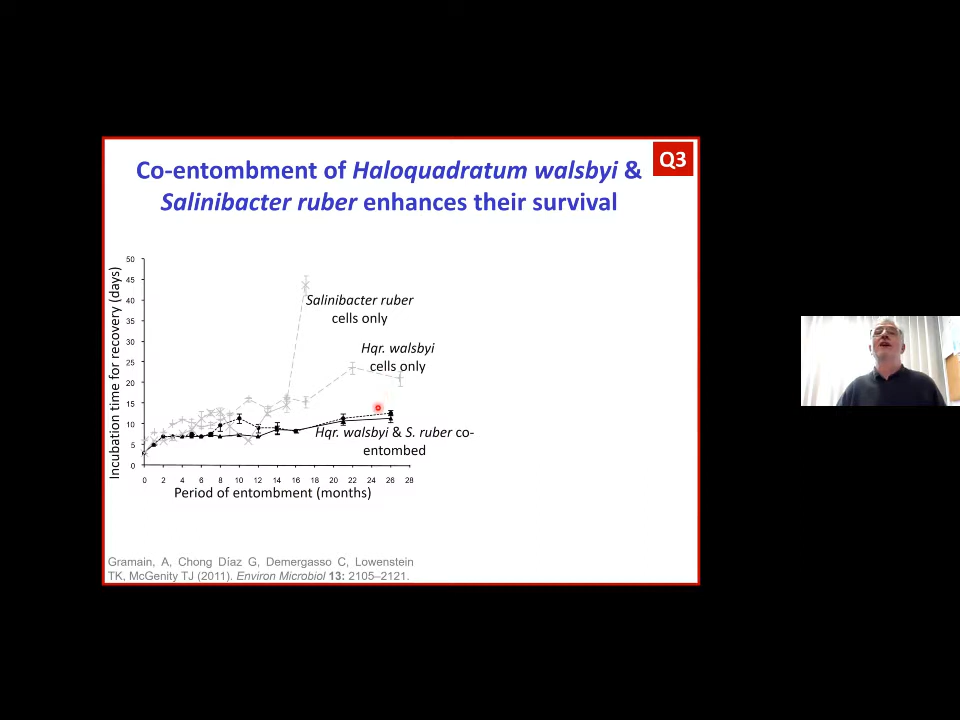 Q3
Co-entombment of Haloquadratum walsbyi &
Salinibacter ruber enhances their survival
Incubation time for recovery (days)
50
45
40
35
30
25
20
15
10
5
0
Salinibacter ruber
cells only
Hqr. walsbyi
cells only
Hqr. walsbyi & S. ruber co-
entombed
0 2 4 6 8 10 12 14 16 18 20 22 24 26 28
Period of entombment (months)
Gramain, A, Chong Díaz G, Demergasso C, Lowenstein
TK, McGenity TJ (2011). Environ Microbiol 13: 2105–2121.